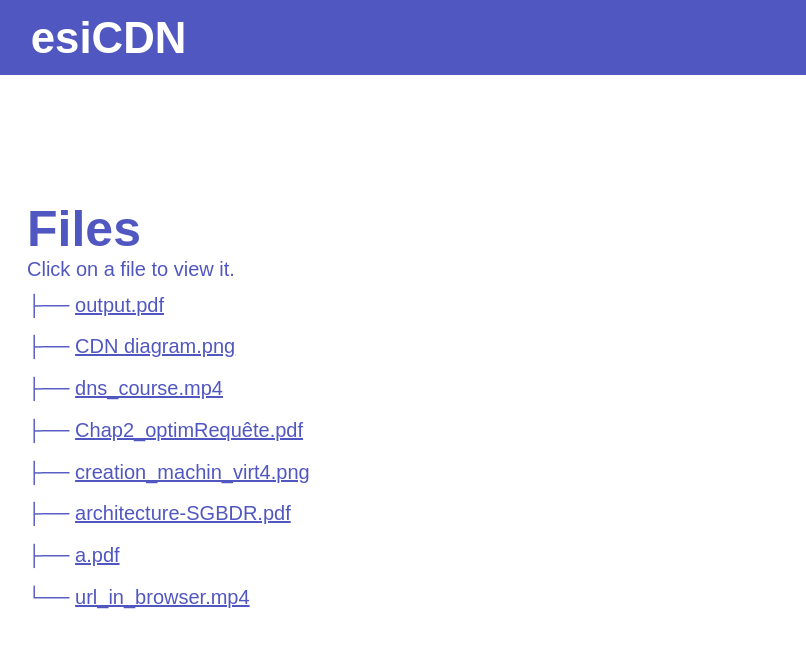 esiCDN
Files
Click on a file to view it.
├── output.pdf
├── CDN diagram.png
├── dns_course.mp4
├── Chap2_optimRequête.pdf
├── creation_machin_virt4.png
├── architecture-SGBDR.pdf
├── a.pdf
└── url_in_browser.mp4